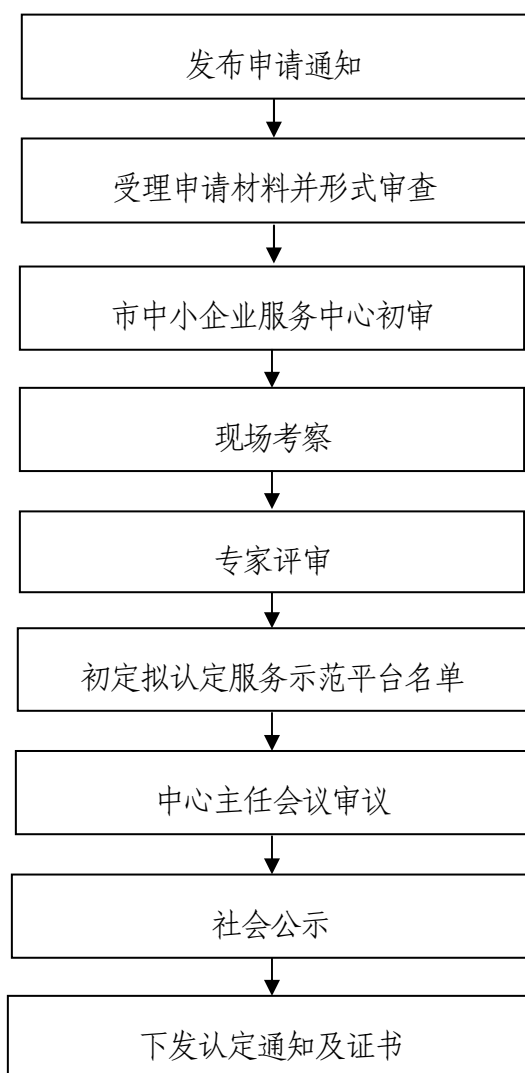 发布申请通知
受理申请材料并形式审查
市中小企业服务中心初审
现场考察
专家评审
初定拟认定服务示范平台名单
中心主任会议审议
社会公示
下发认定通知及证书